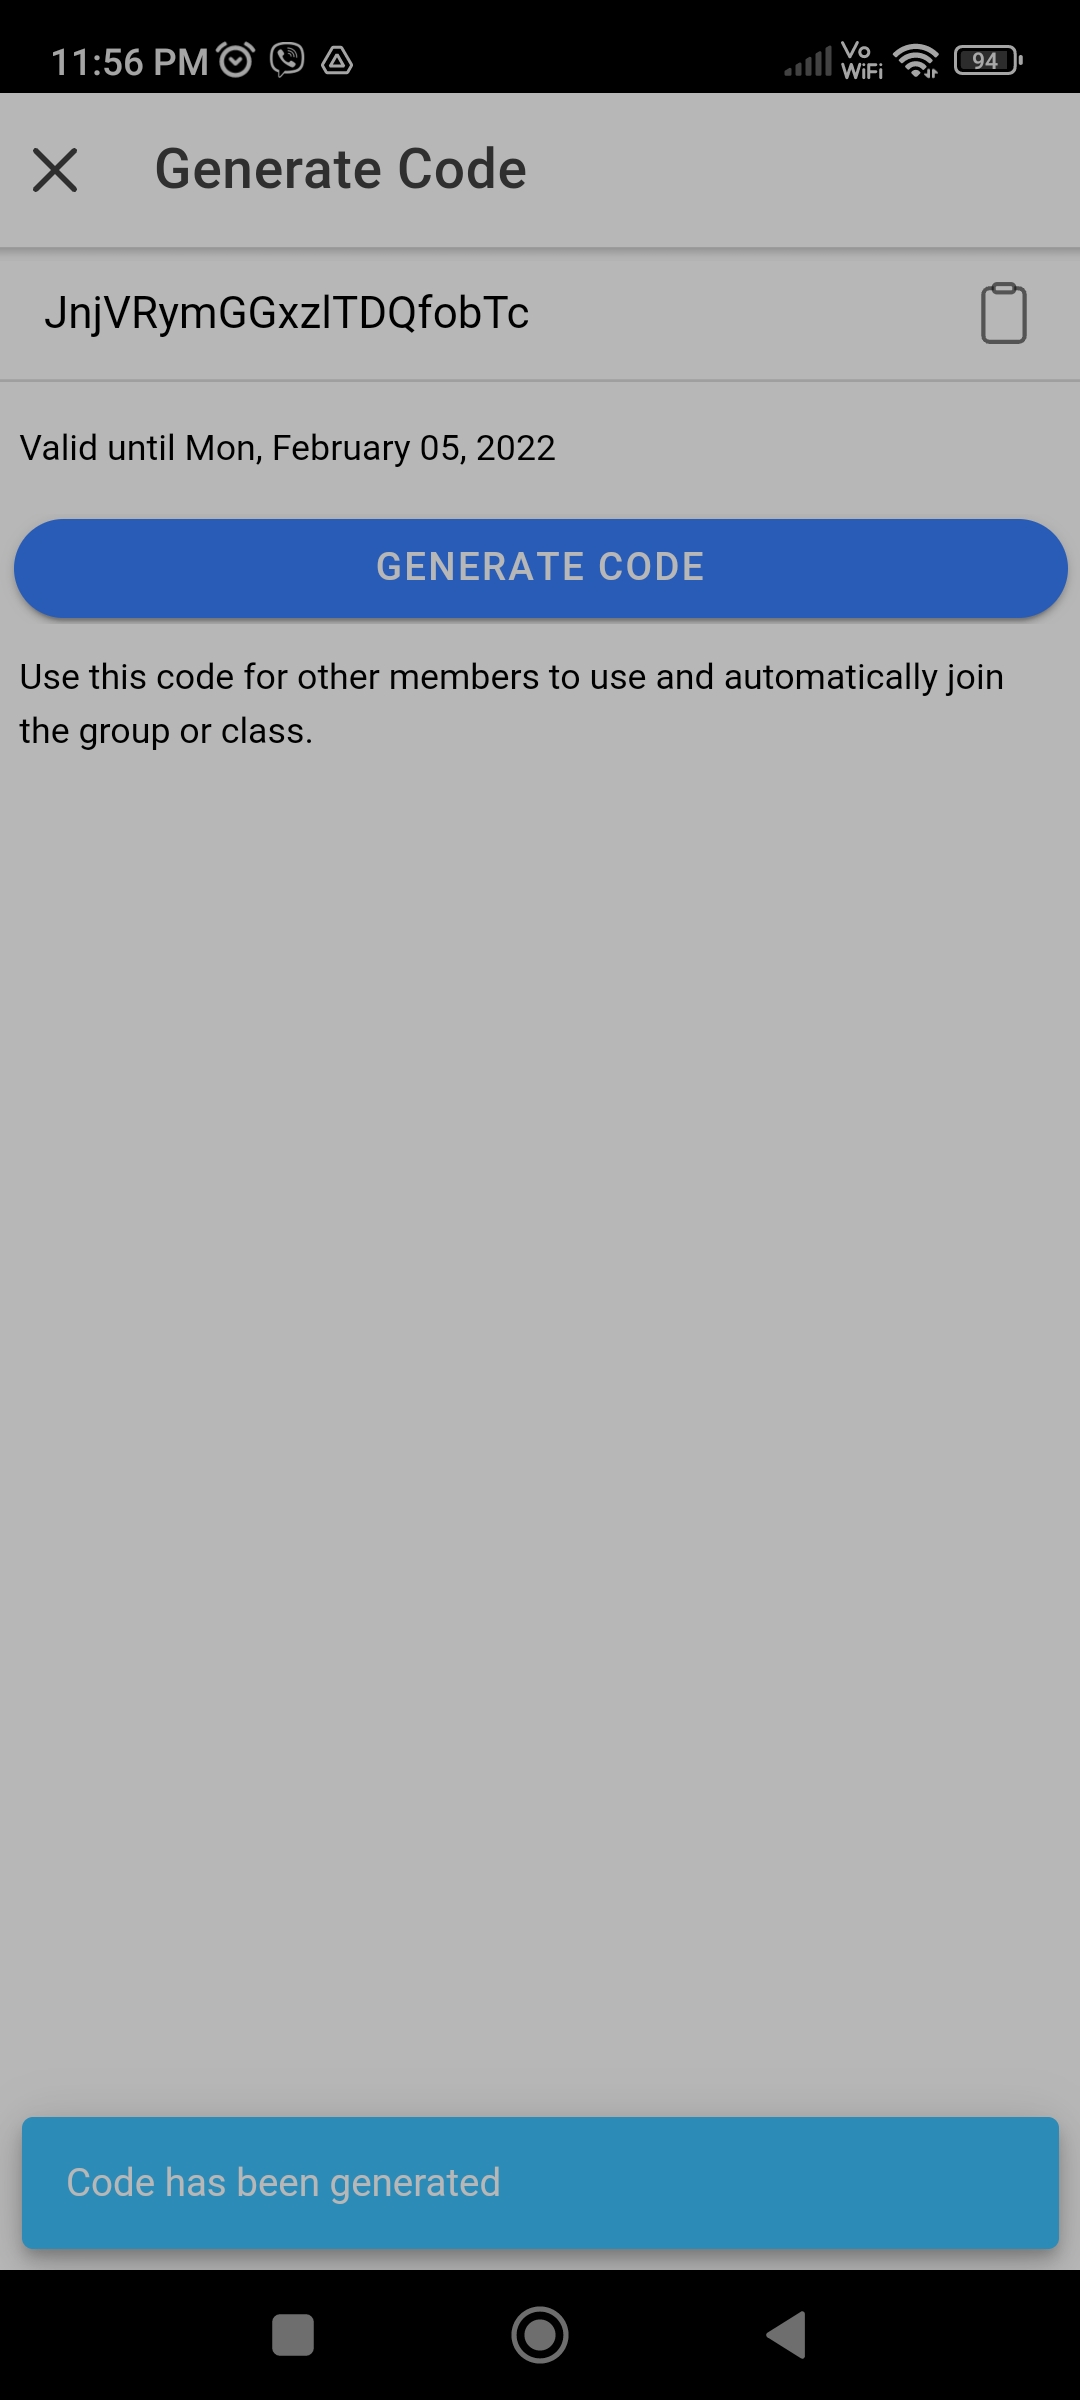 11:56 PM
Vo WiFi
94
Generate Code
JnjVRymGGxzlTDQfobTc
Valid until Mon, February 05, 2022
GENERATE CODE
Use this code for other members to use and automatically join
the group or class.
Code has been generated